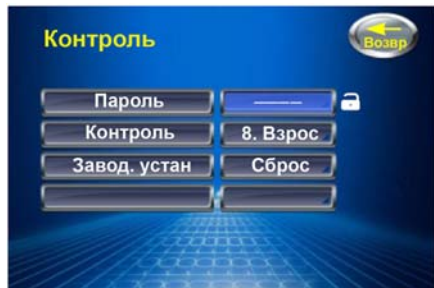 Контроль
Возвр
Пароль ————
Контроль 8. Взрос
Завод. устан Сброс